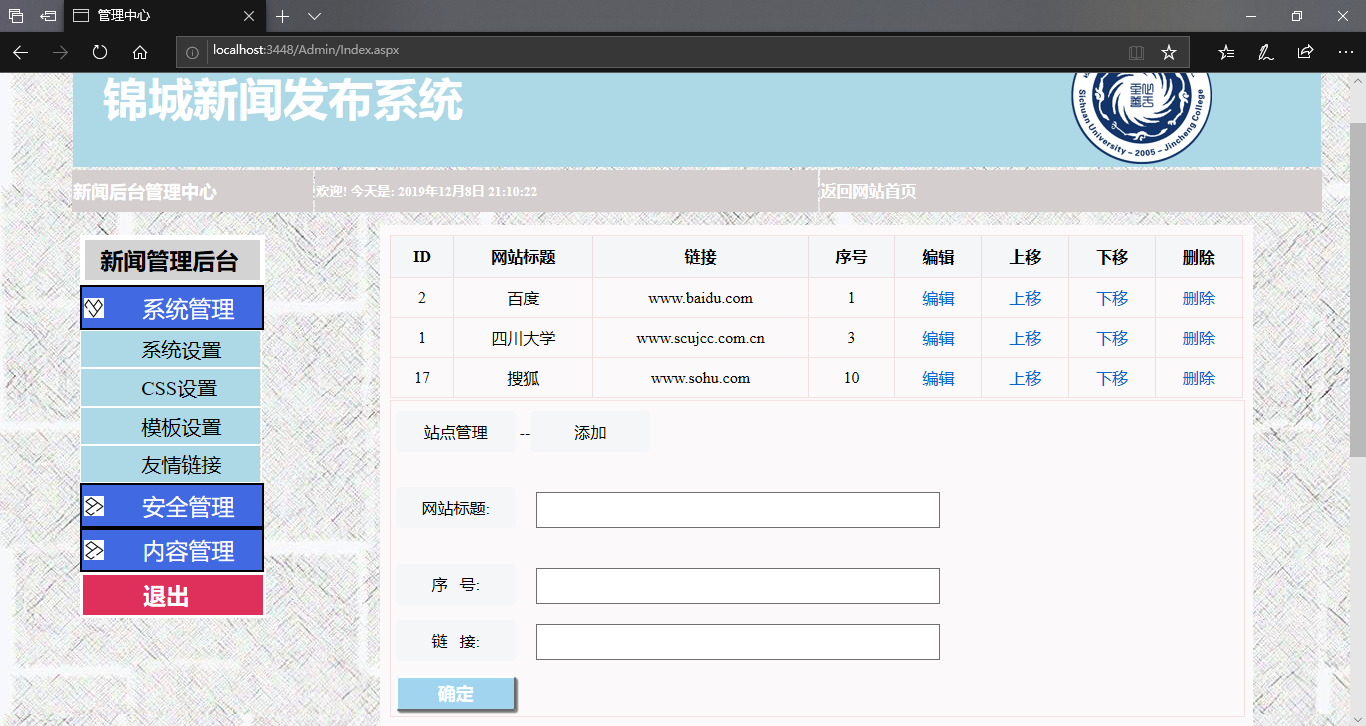 管理中心
localhost:3448/Admin/Index.aspx
锦城新闻发布系统
Sichuan University – 2005 – Jincheng College
新闻后台管理中心 欢迎! 今天是: 2019年12月8日 21:10:22 返回网站首页
新闻管理后台
系统管理
系统设置
CSS设置
模板设置
友情链接
安全管理
内容管理
退出
ID 网站标题 链接 序号 编辑 上移 下移 删除
2 百度 www.baidu.com 1 编辑 上移 下移 删除
1 四川大学 www.scujcc.com.cn 3 编辑 上移 下移 删除
17 搜狐 www.sohu.com 10 编辑 上移 下移 删除
站点管理 -- 添加
网站标题:
序 号:
链 接:
确定